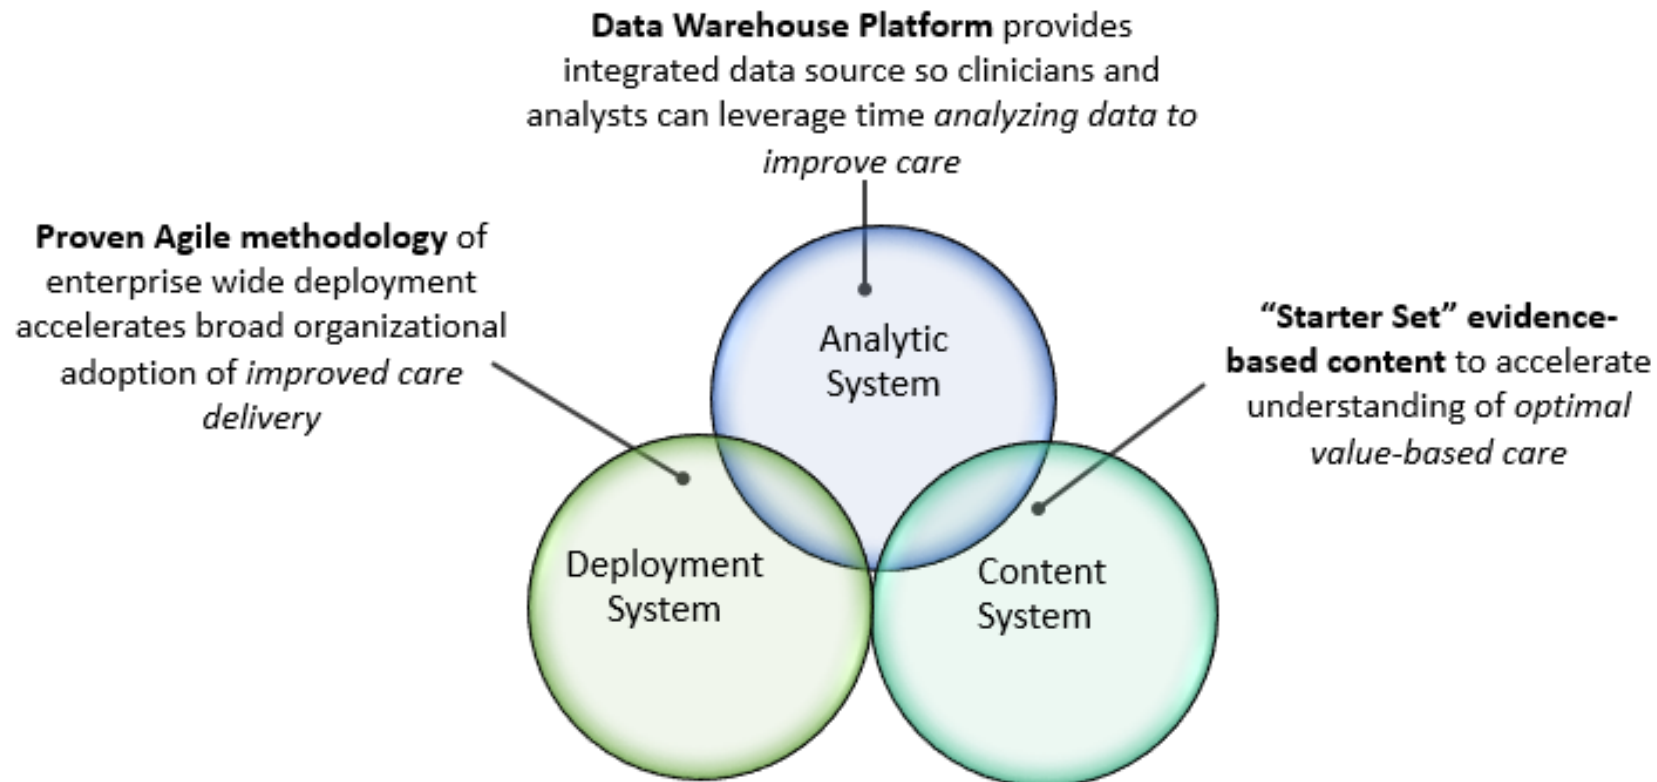 Data Warehouse Platform provides
integrated data source so clinicians and
analysts can leverage time analyzing data to
improve care
Proven Agile methodology of
enterprise wide deployment
accelerates broad organizational
adoption of improved care
delivery
“Starter Set” evidence-
based content to accelerate
understanding of optimal
value-based care
Analytic
System
Deployment
System
Content
System